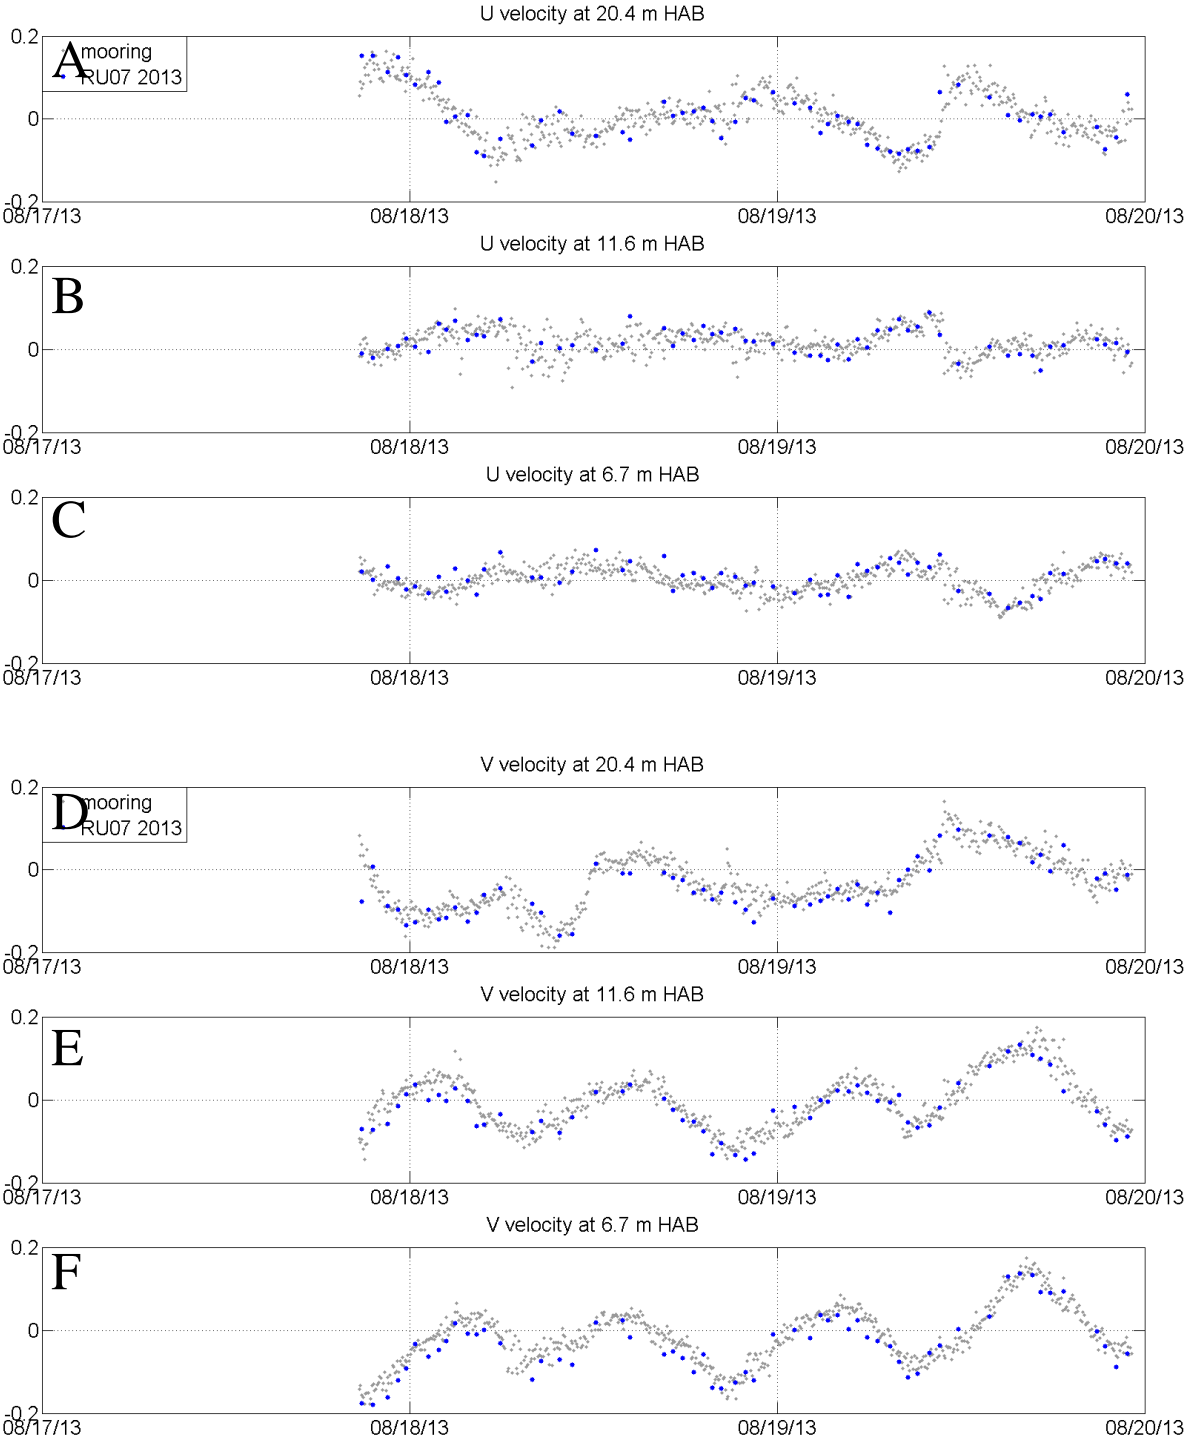 U velocity at 20.4 m HAB
A
mooring
RU07 2013
0.2
0
-0.2
08/17/13 08/18/13 08/19/13 08/20/13
U velocity at 11.6 m HAB
B
0.2
0
-0.2
08/17/13 08/18/13 08/19/13 08/20/13
U velocity at 6.7 m HAB
C
0.2
0
-0.2
08/17/13 08/18/13 08/19/13 08/20/13
V velocity at 20.4 m HAB
D
mooring
RU07 2013
0.2
0
-0.2
08/17/13 08/18/13 08/19/13 08/20/13
V velocity at 11.6 m HAB
E
0.2
0
-0.2
08/17/13 08/18/13 08/19/13 08/20/13
V velocity at 6.7 m HAB
F
0.2
0
-0.2
08/17/13 08/18/13 08/19/13 08/20/13